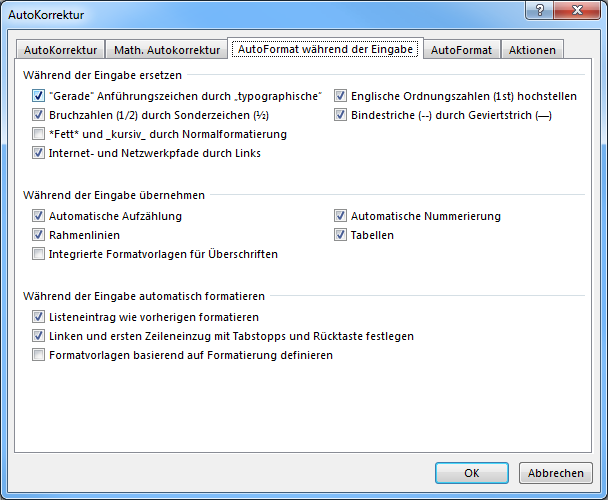 AutoKorrektur
AutoKorrektur Math. Autokorrektur AutoFormat während der Eingabe AutoFormat Aktionen
Während der Eingabe ersetzen
"Gerade" Anführungszeichen durch „typographische“ Englische Ordnungszahlen (1st) hochstellen
Bruchzahlen (1/2) durch Sonderzeichen (½) Bindestriche (--) durch Geviertstrich (—)
*Fett* und _kursiv_ durch Normalformatierung
Internet- und Netzwerkpfade durch Links
Während der Eingabe übernehmen
Automatische Aufzählung Automatische Nummerierung
Rahmenlinien Tabellen
Integrierte Formatvorlagen für Überschriften
Während der Eingabe automatisch formatieren
Listeneintrag wie vorherigen formatieren
Linken und ersten Zeileneinzug mit Tabstopps und Rücktaste festlegen
Formatvorlagen basierend auf Formatierung definieren
OK Abbrechen